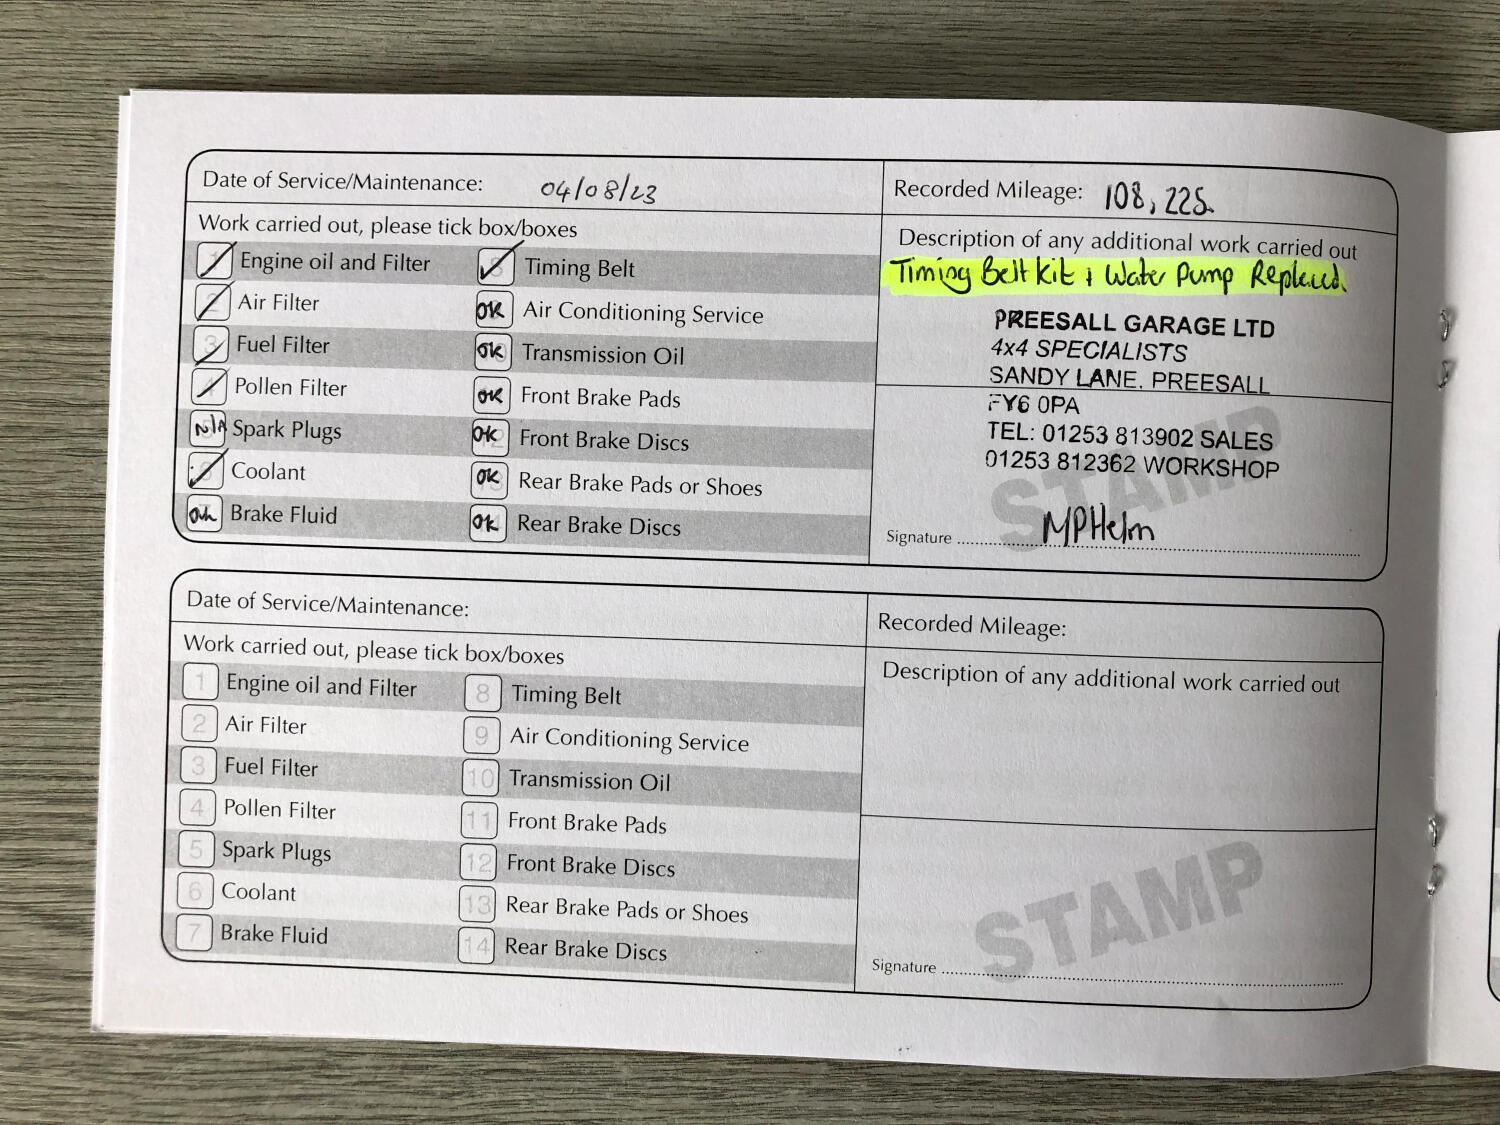 Date of Service/Maintenance: 04/08/23
Recorded Mileage: 108,225
Work carried out, please tick box/boxes
Engine oil and Filter
Air Filter
Fuel Filter
Pollen Filter
N/A Spark Plugs
Coolant
Brake Fluid
Timing Belt
OK Air Conditioning Service
OK Transmission Oil
OK Front Brake Pads
OK Front Brake Discs
OK Rear Brake Pads or Shoes
OK Rear Brake Discs
Description of any additional work carried out
Timing Belt Kit + Water Pump Replaced.
PREESALL GARAGE LTD
4x4 SPECIALISTS
SANDY LANE. PREESALL
FY6 0PA
TEL: 01253 813902 SALES
01253 812362 WORKSHOP
STAMP
Signature MPHelm
Date of Service/Maintenance:
Recorded Mileage:
Work carried out, please tick box/boxes
1 Engine oil and Filter
2 Air Filter
3 Fuel Filter
4 Pollen Filter
5 Spark Plugs
6 Coolant
7 Brake Fluid
8 Timing Belt
9 Air Conditioning Service
10 Transmission Oil
11 Front Brake Pads
12 Front Brake Discs
13 Rear Brake Pads or Shoes
14 Rear Brake Discs
Description of any additional work carried out
STAMP
Signature